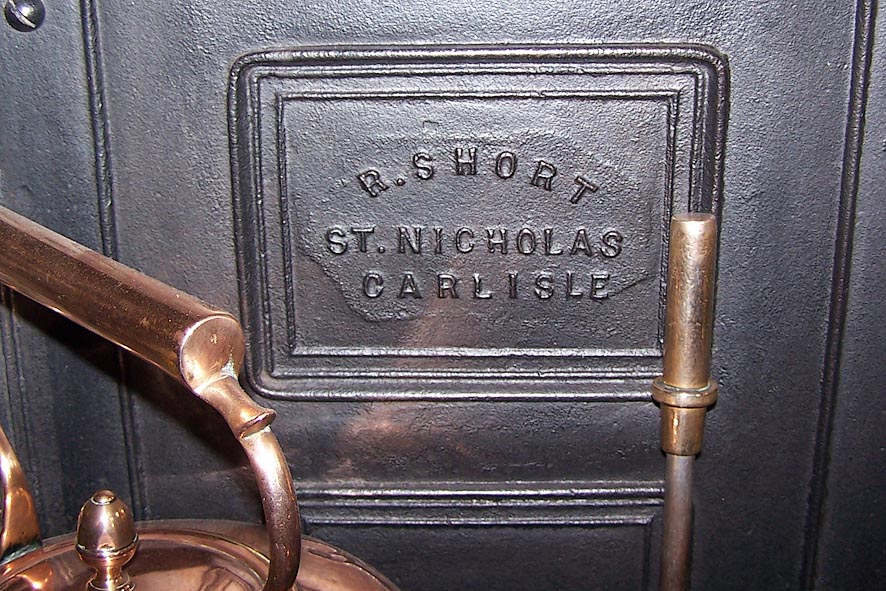 R. SHORT
ST. NICHOLAS
CARLISLE